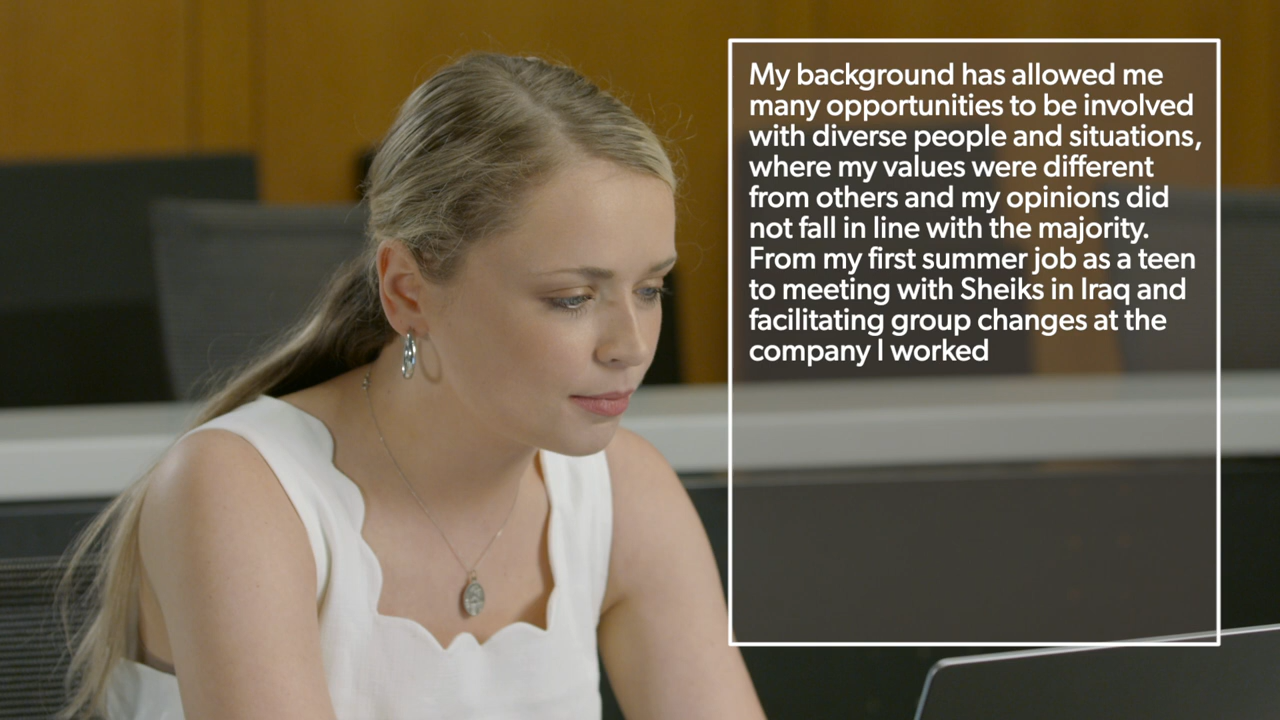 My background has allowed me
many opportunities to be involved
with diverse people and situations,
where my values were different
from others and my opinions did
not fall in line with the majority.
From my first summer job as a teen
to meeting with Sheiks in Iraq and
facilitating group changes at the
company I worked